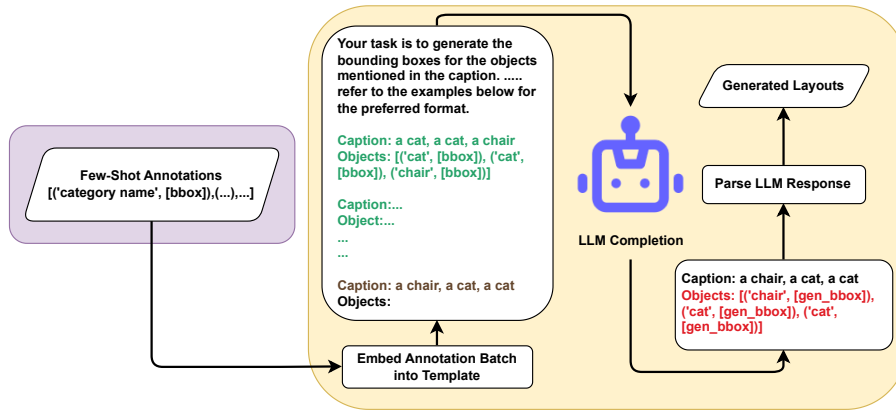 Few-Shot Annotations
[('category name', [bbox]),(...),...]
Your task is to generate the
bounding boxes for the objects
mentioned in the caption. .....
refer to the examples below for
the preferred format.
Caption: a cat, a cat, a chair
Objects: [('cat', [bbox]), ('cat',
[bbox]), ('chair', [bbox])]
Caption:...
Object:...
...
...
Caption: a chair, a cat, a cat
Objects:
Embed Annotation Batch
into Template
LLM Completion
Caption: a chair, a cat, a cat
Objects: [('chair', [gen_bbox]),
('cat', [gen_bbox]), ('cat',
[gen_bbox])]
Parse LLM Response
Generated Layouts